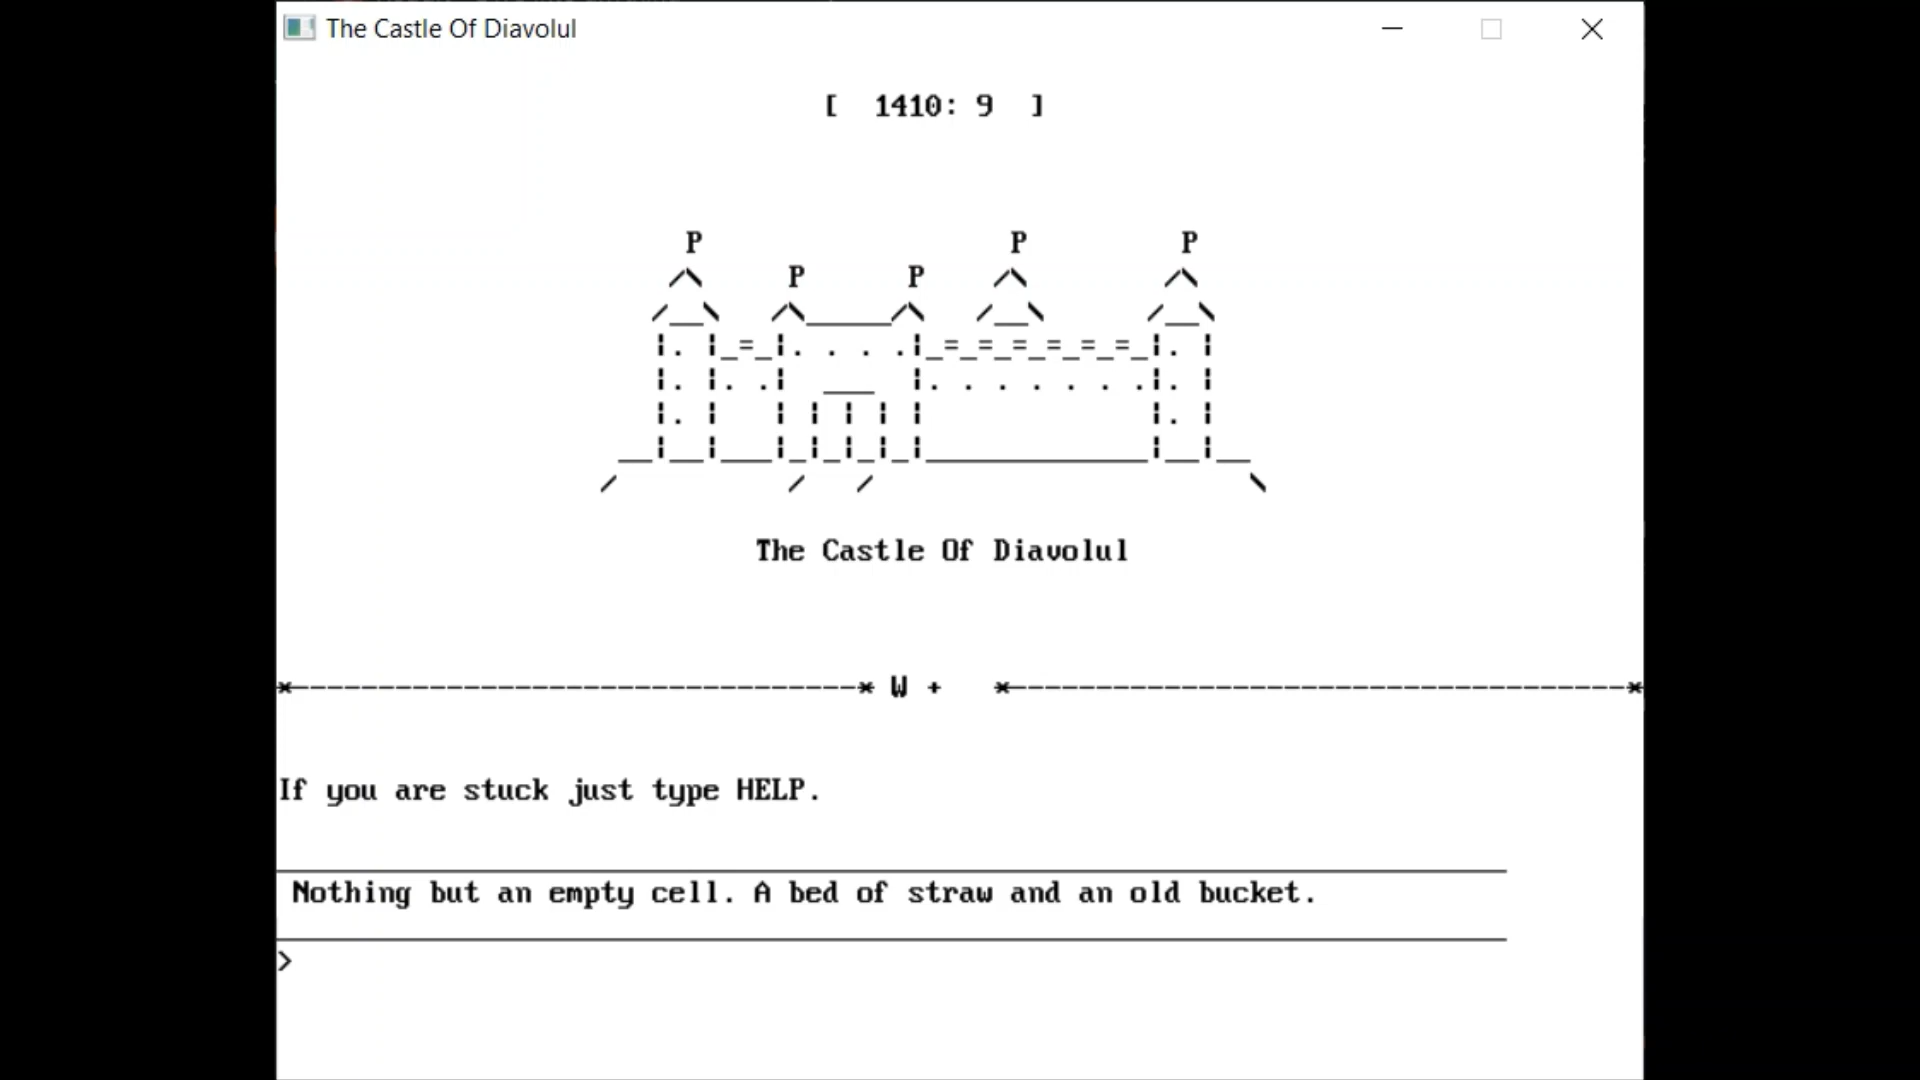 The Castle Of Diavolul
[ 1410: 9 ]
P P P
P P
The Castle Of Diavolul
*----------------------------------* W + *-------------------------------------*
If you are stuck just type HELP.
Nothing but an empty cell. A bed of straw and an old bucket.
>